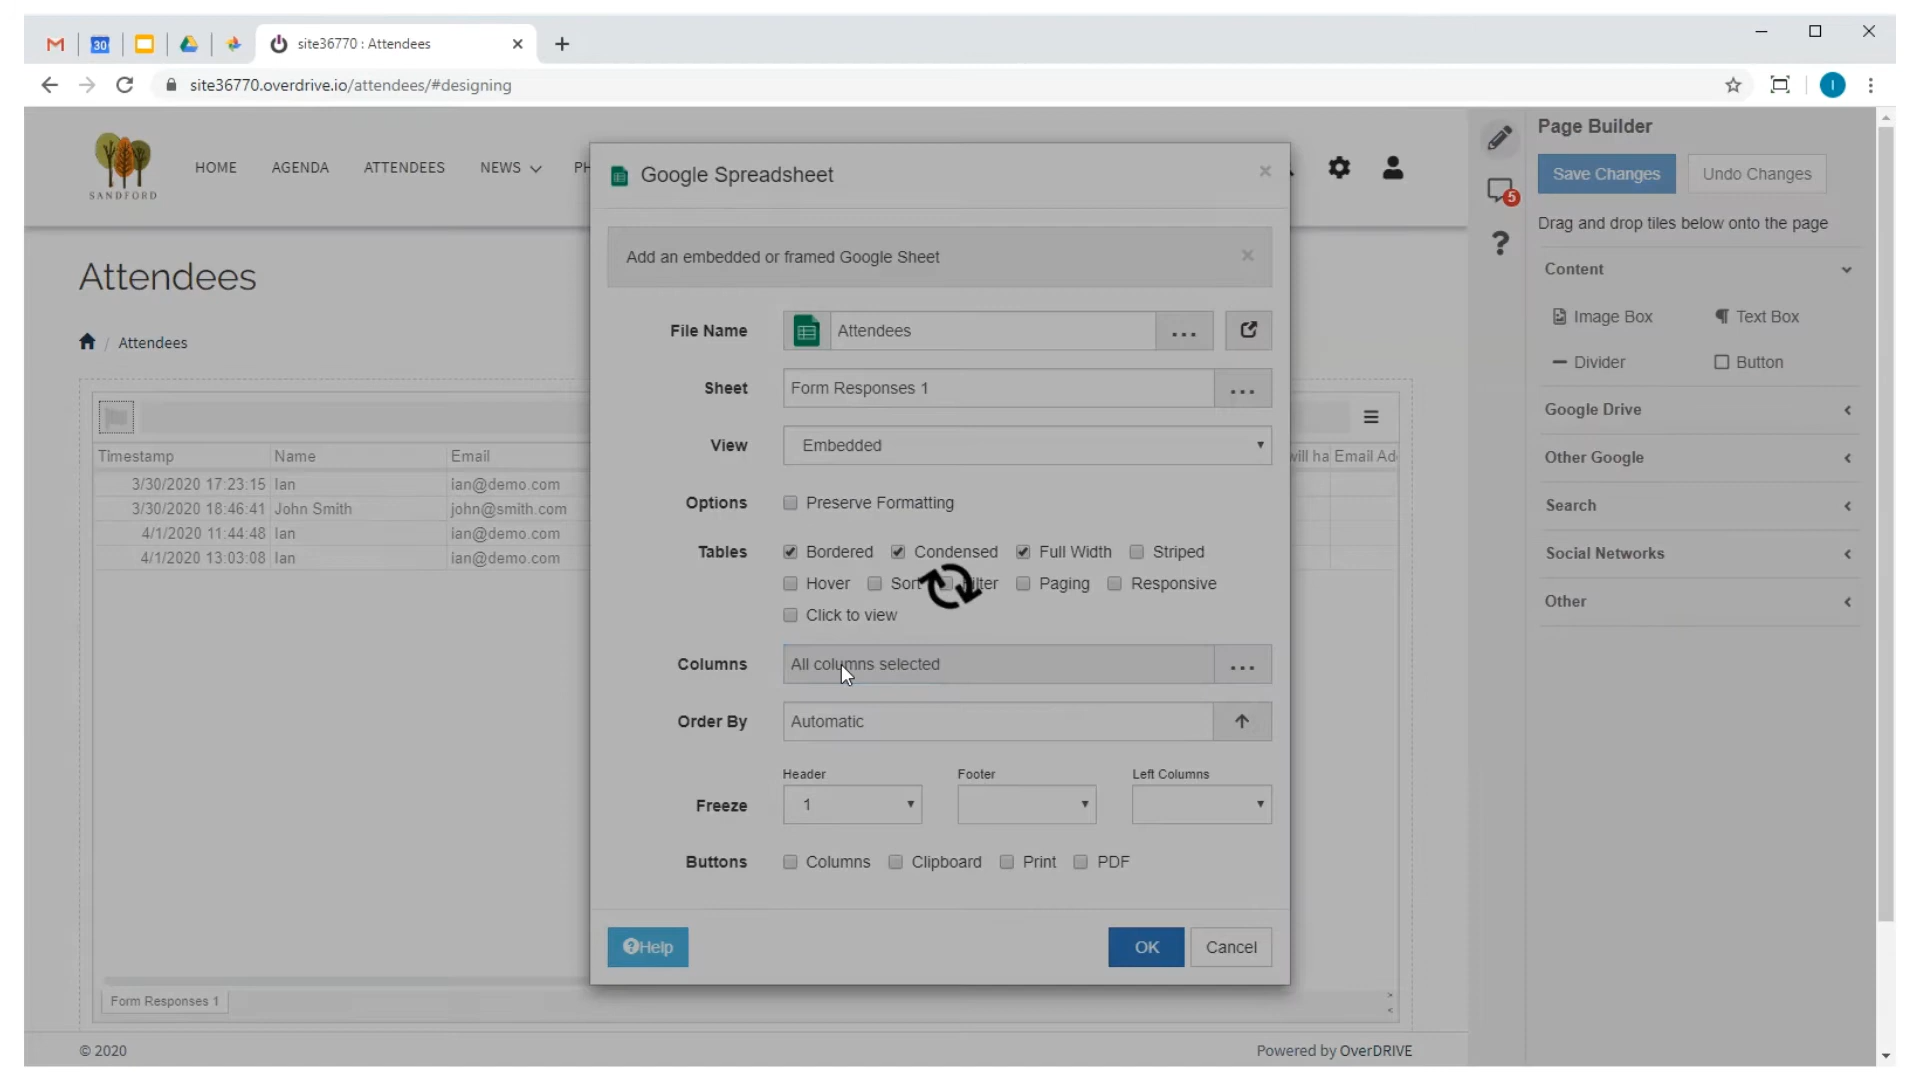 site36770 : Attendees
site36770.overdrive.io/attendees/#designing
30
I
SANDFORD
HOME
AGENDA
ATTENDEES
NEWS
Attendees
Attendees
Timestamp Name Email
3/30/2020 17:23:15 Ian ian@demo.com
3/30/2020 18:46:41 John Smith john@smith.com
4/1/2020 11:44:48 Ian ian@demo.com
4/1/2020 13:03:08 Ian ian@demo.com
Form Responses 1
Google Spreadsheet
Add an embedded or framed Google Sheet
File Name Attendees ...
Sheet Form Responses 1 ...
View Embedded
Options Preserve Formatting
Tables Bordered Condensed Full Width Striped
Hover Sort Filter Paging Responsive
Click to view
Columns All columns selected ...
Order By Automatic
Header Footer Left Columns
Freeze 1
Buttons Columns Clipboard Print PDF
Help
OK
Cancel
Page Builder
Save Changes
Undo Changes
5
Drag and drop tiles below onto the page
Content
Image Box
Text Box
Divider
Button
Google Drive
Other Google
Search
Social Networks
Other
© 2020
Powered by OverDRIVE